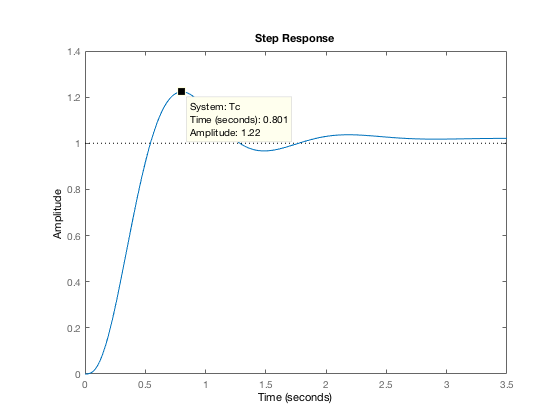 Step Response
1.4
1.2
1
0.8
0.6
0.4
0.2
0
Amplitude
System: Tc
Time (seconds): 0.801
Amplitude: 1.22
0 0.5 1 1.5 2 2.5 3 3.5
Time (seconds)